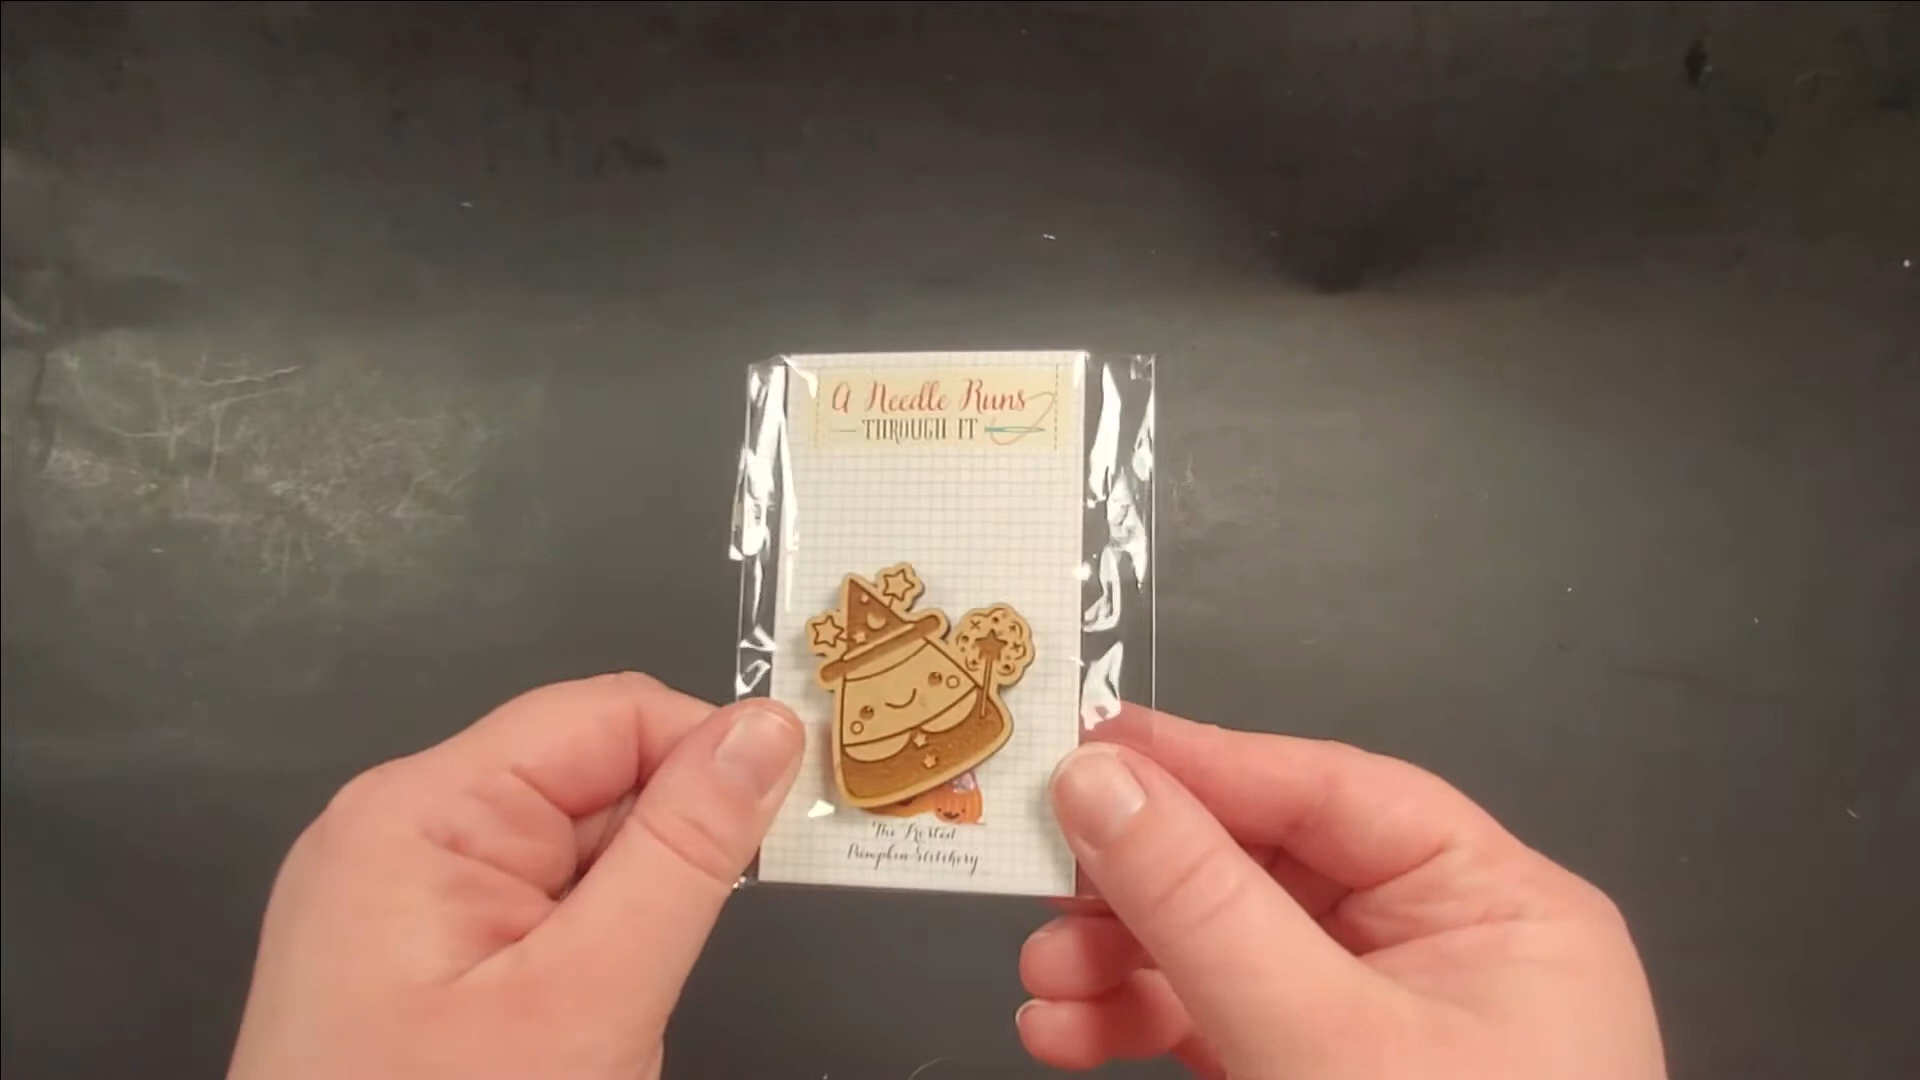 A Needle Runs
THROUGH IT
The Frosted
Pumpkin Stitchery